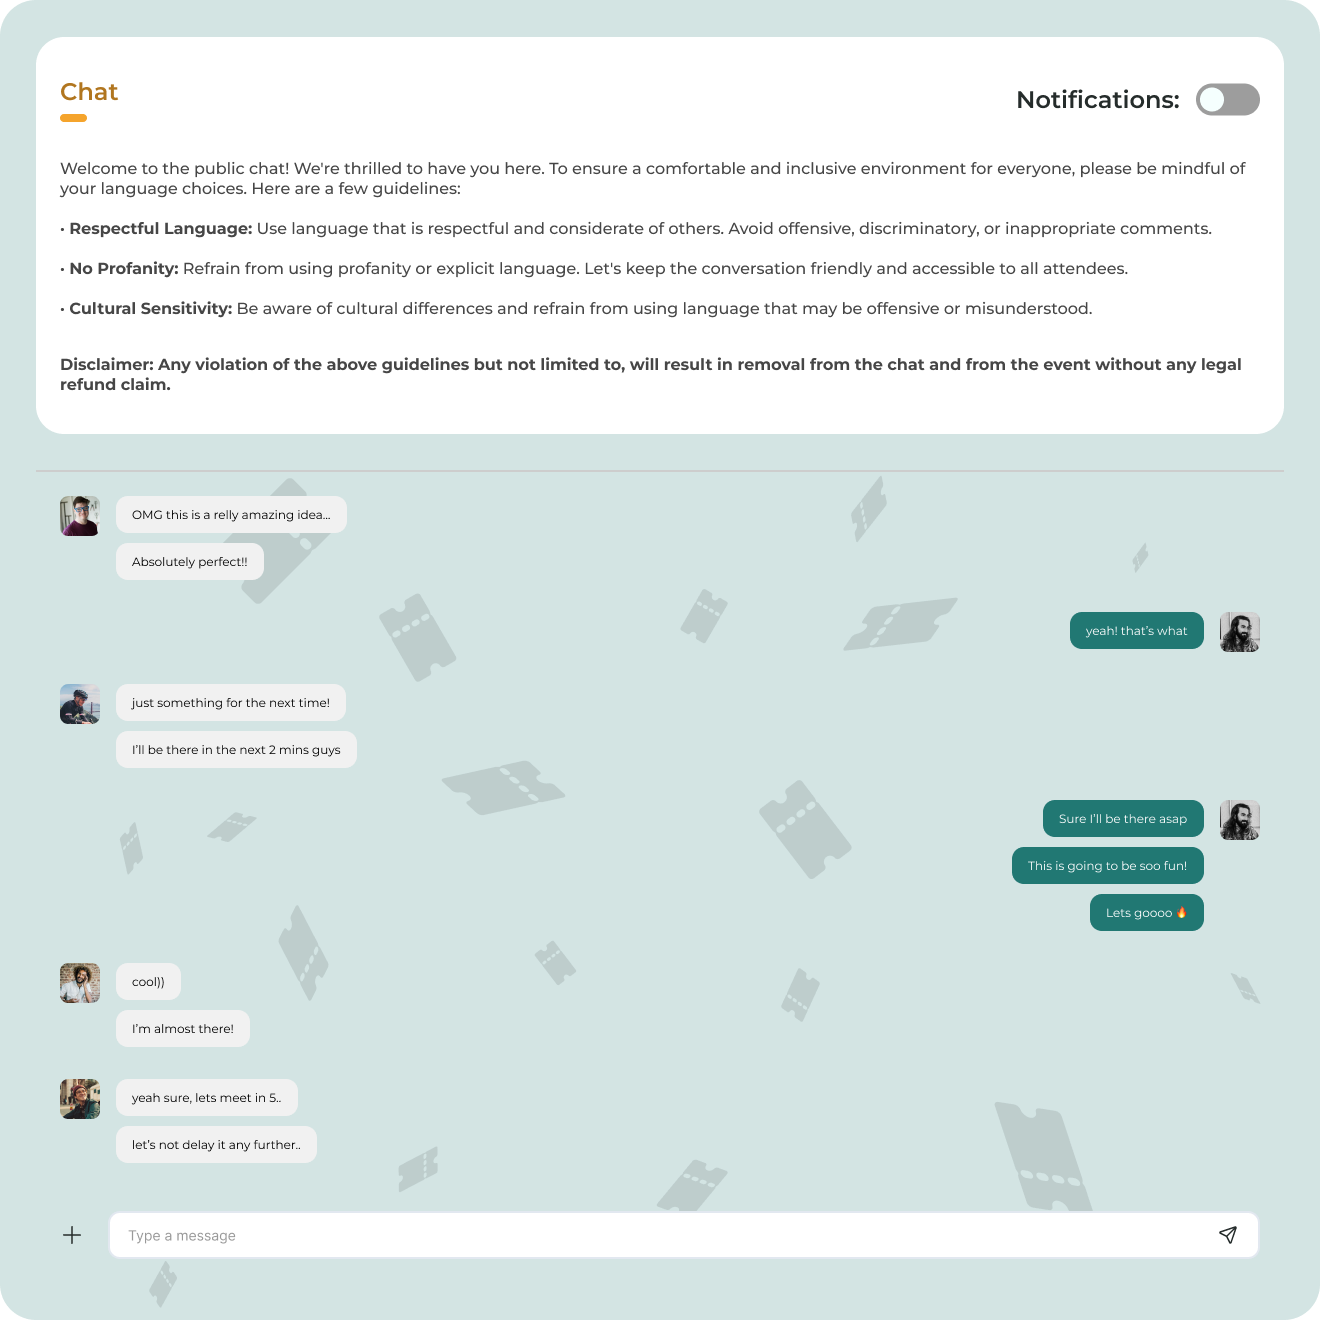 Chat
Notifications:
Welcome to the public chat! We're thrilled to have you here. To ensure a comfortable and inclusive environment for everyone, please be mindful of
your language choices. Here are a few guidelines:
• Respectful Language: Use language that is respectful and considerate of others. Avoid offensive, discriminatory, or inappropriate comments.
• No Profanity: Refrain from using profanity or explicit language. Let's keep the conversation friendly and accessible to all attendees.
• Cultural Sensitivity: Be aware of cultural differences and refrain from using language that may be offensive or misunderstood.
Disclaimer: Any violation of the above guidelines but not limited to, will result in removal from the chat and from the event without any legal
refund claim.
OMG this is a relly amazing idea...
Absolutely perfect!!
yeah! that’s what
just something for the next time!
I’ll be there in the next 2 mins guys
Sure I’ll be there asap
This is going to be soo fun!
Lets goooo 🔥
cool))
I’m almost there!
yeah sure, lets meet in 5..
let’s not delay it any further..
Type a message